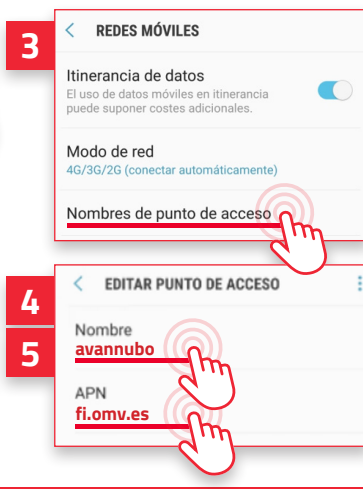 3
< REDES MÓVILES
Itinerancia de datos
El uso de datos móviles en itinerancia
puede suponer costes adicionales.
Modo de red
4G/3G/2G (conectar automáticamente)
Nombres de punto de acceso
4
< EDITAR PUNTO DE ACCESO
5
Nombre
avannubo
APN
fi.omv.es